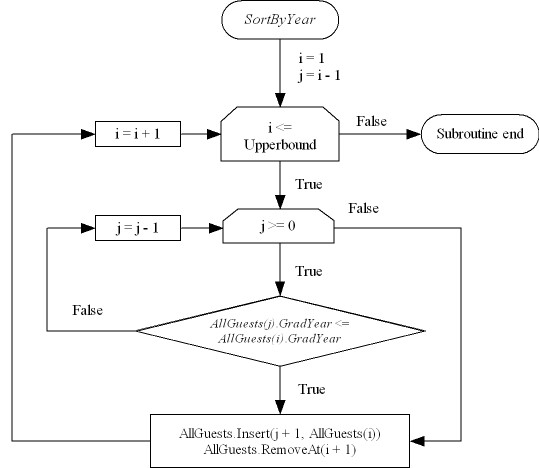 SortByYear
i = 1
j = i - 1
i <=
Upperbound
False
Subroutine end
i = i + 1
True
False
j = j - 1
j >= 0
True
False
AllGuests(j).GradYear <=
AllGuests(i).GradYear
True
AllGuests.Insert(j + 1, AllGuests(i))
AllGuests.RemoveAt(i + 1)